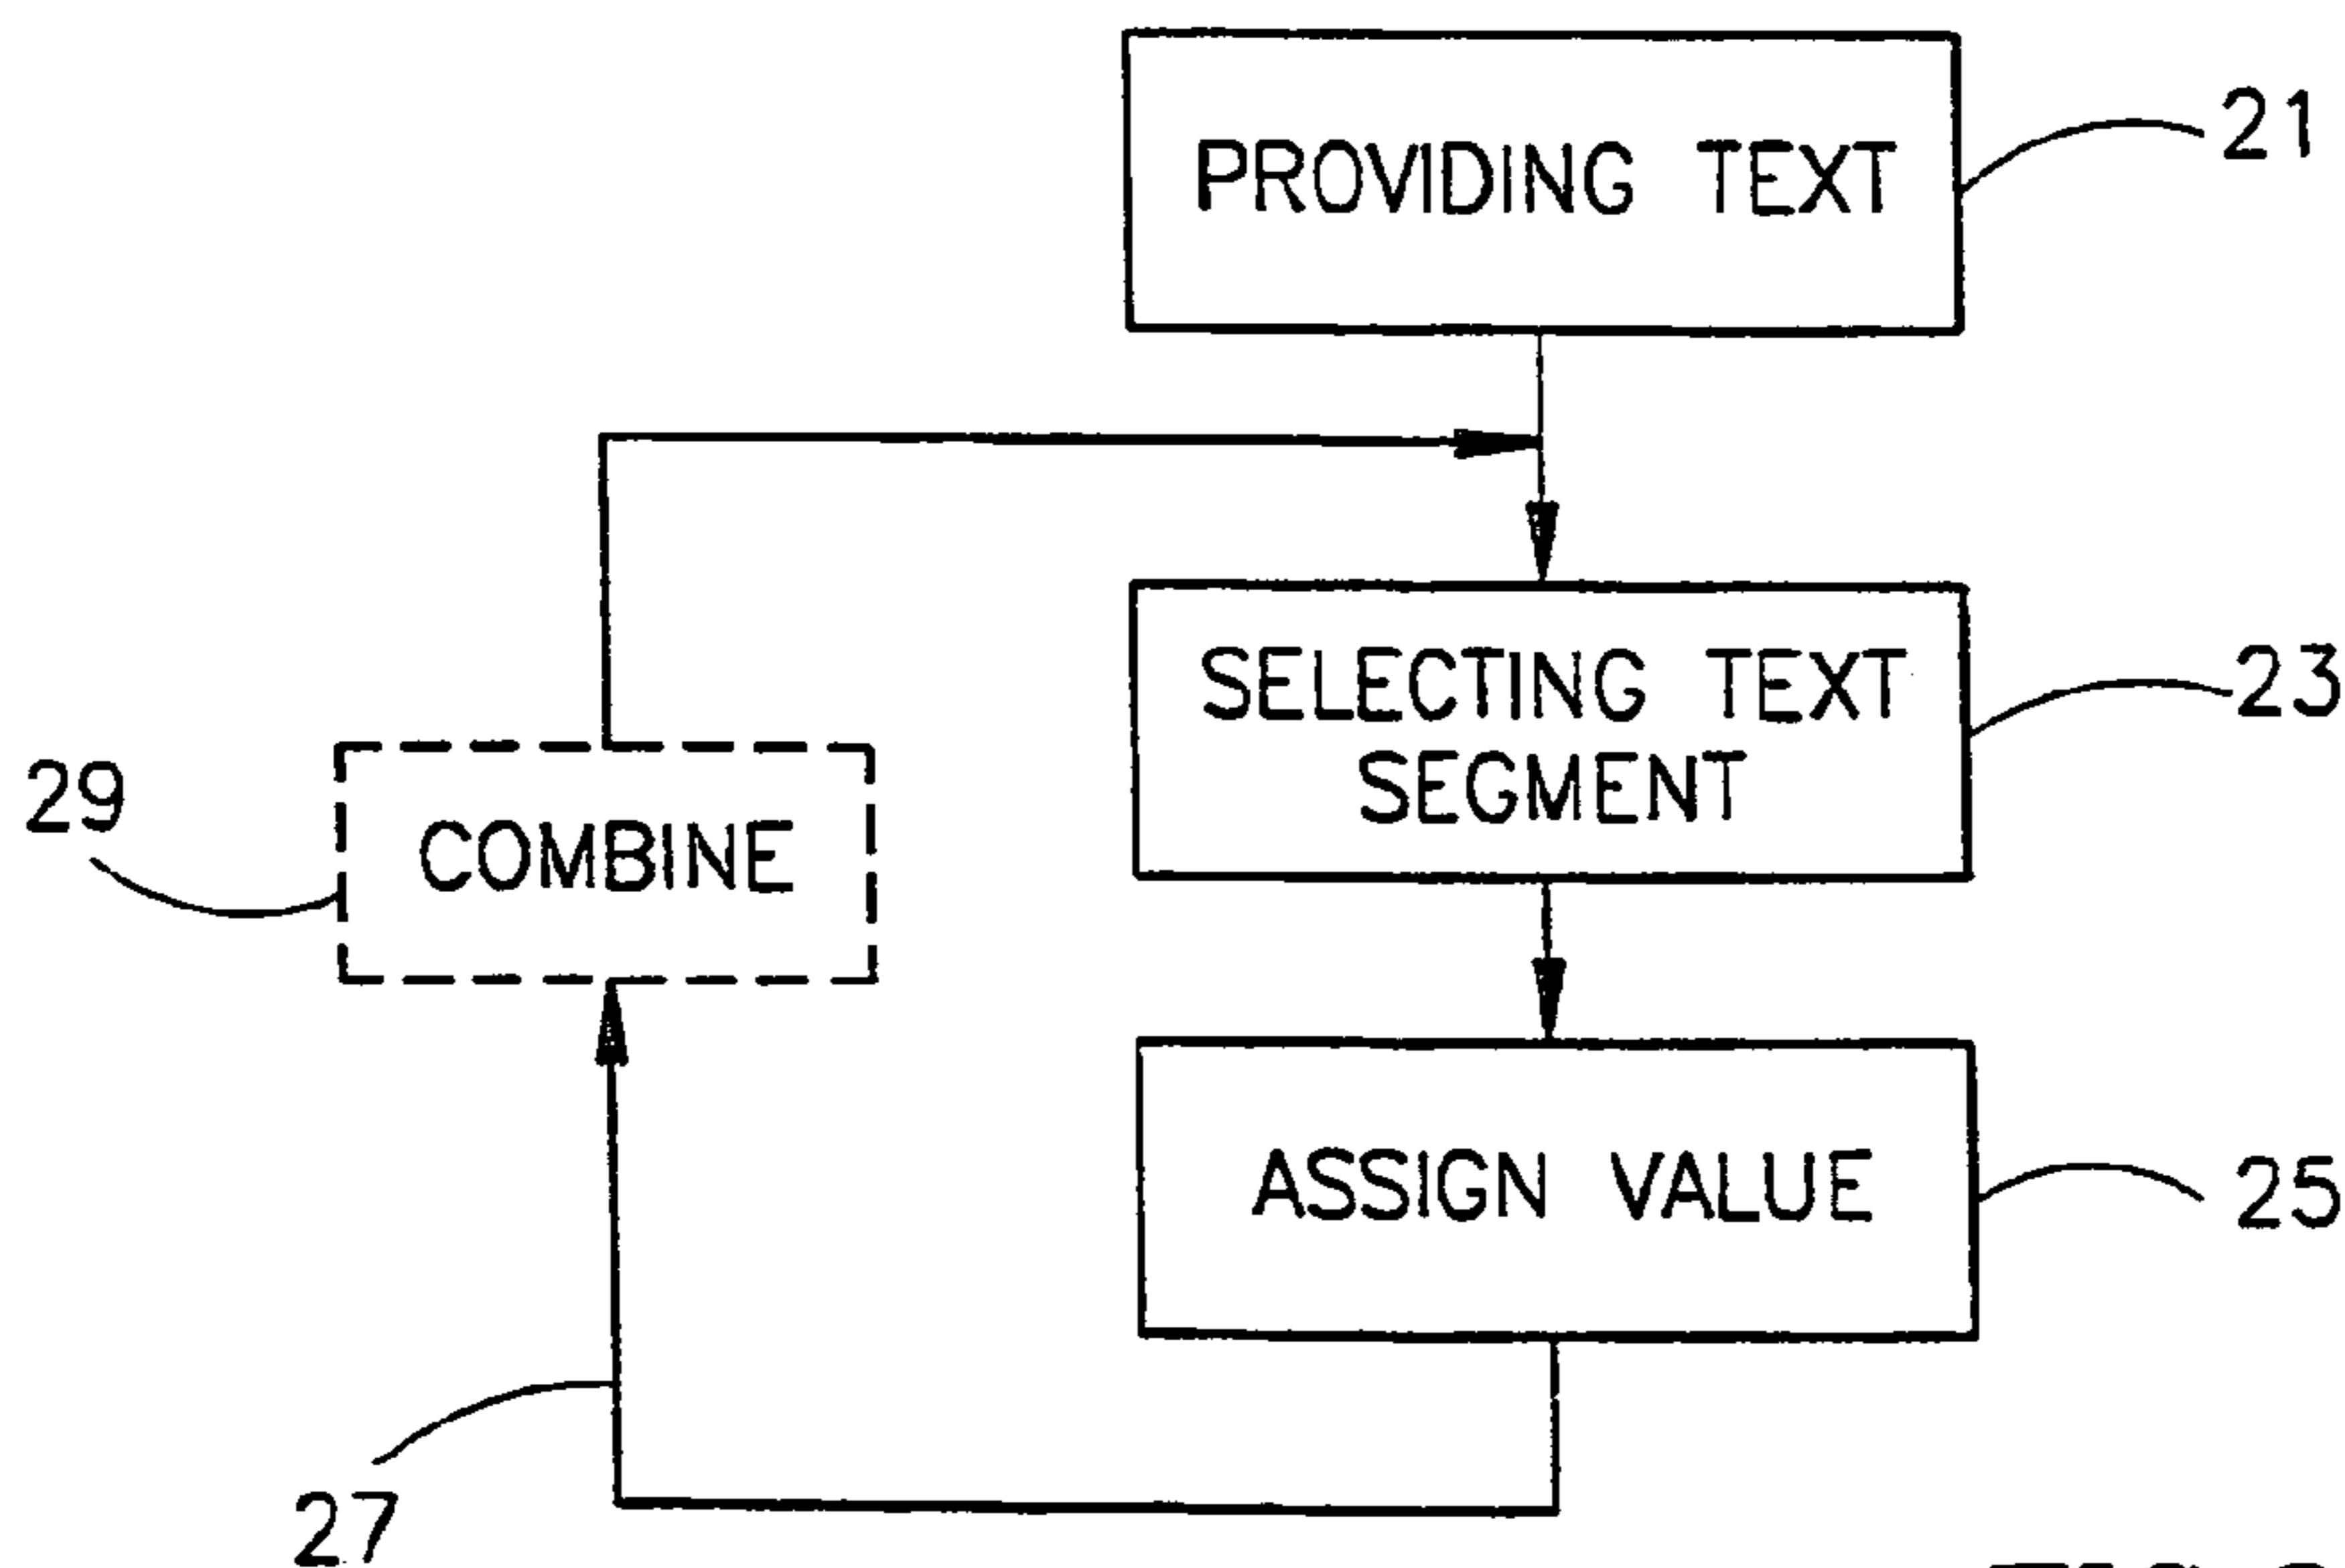 PROVIDING TEXT
21
SELECTING TEXT
SEGMENT
23
29
COMBINE
ASSIGN VALUE
25
27